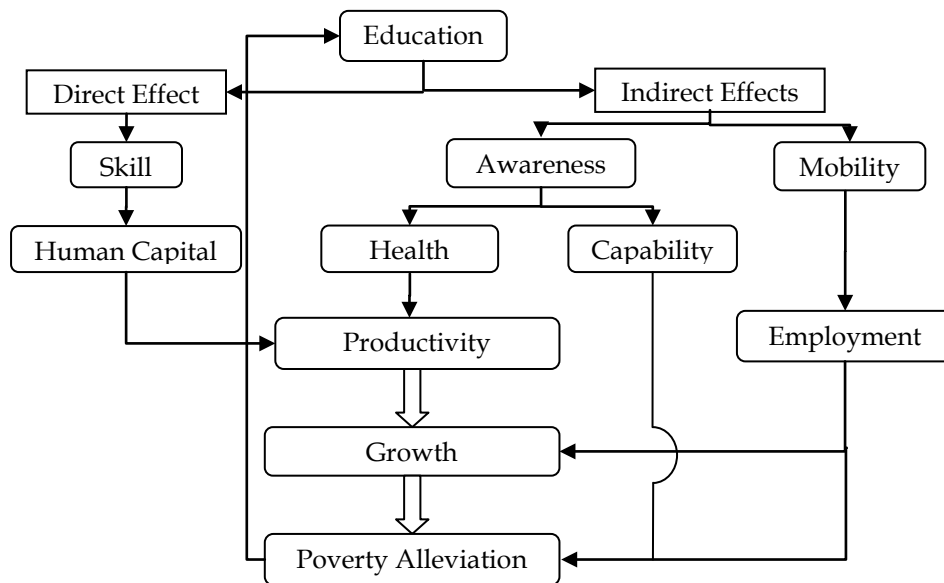 Education
Direct Effect
Indirect Effects
Skill
Awareness
Mobility
Human Capital
Health
Capability
Productivity
Employment
Growth
Poverty Alleviation